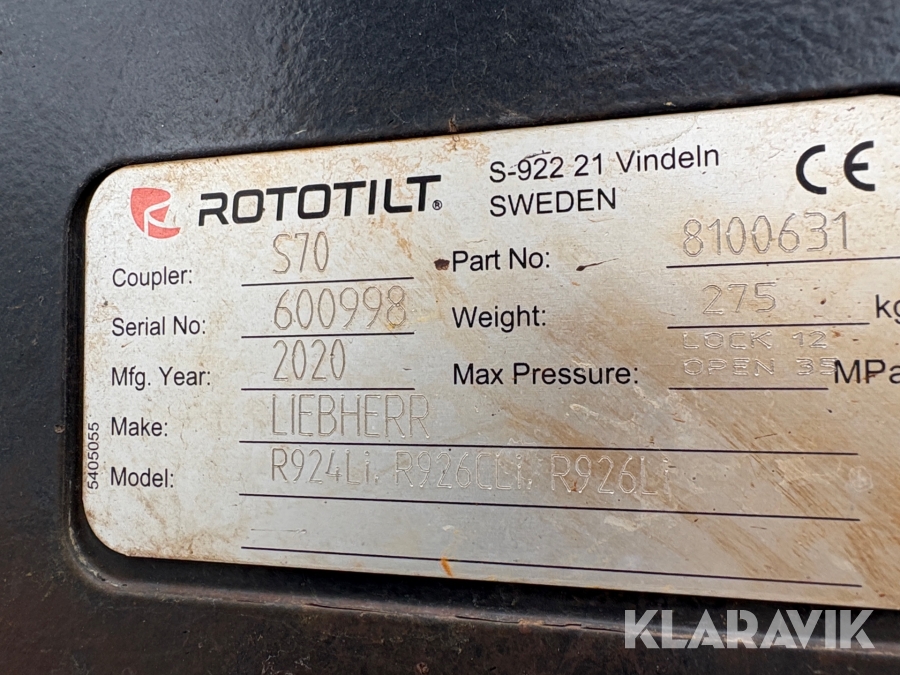 ROTOTILT®
S-922 21 Vindeln
SWEDEN
CE
Coupler: S70
Part No: 8100631
Serial No: 600998
Weight: 275 kg
Mfg. Year: 2020
Max Pressure: LOCK 12 OPEN 35 MPa
Make: LIEBHERR
Model: R924Li, R926CLi, R926Li
5405055
KLARAVIK